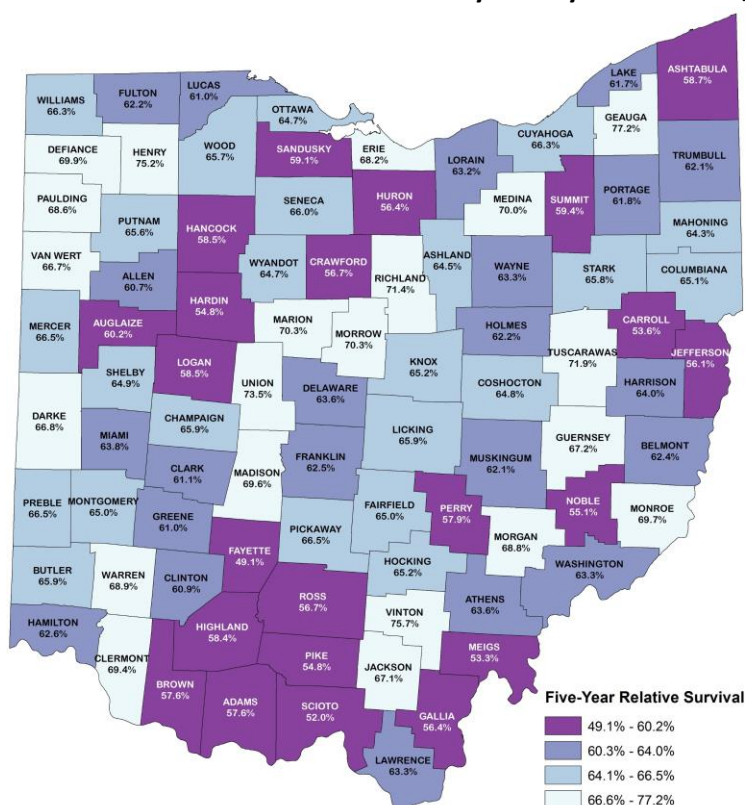 LAKE
61.7%
ASHTABULA
58.7%
WILLIAMS
66.3%
FULTON
62.2%
LUCAS
61.0%
OTTAWA
64.7%
CUYAHOGA
66.3%
GEAUGA
77.2%
DEFIANCE
69.9%
HENRY
75.2%
WOOD
65.7%
SANDUSKY
59.1%
ERIE
68.2%
LORAIN
63.2%
TRUMBULL
62.1%
PAULDING
68.6%
PUTNAM
65.6%
HANCOCK
58.5%
SENECA
66.0%
HURON
56.4%
MEDINA
70.0%
SUMMIT
59.4%
PORTAGE
61.8%
MAHONING
64.3%
VAN WERT
66.7%
ALLEN
60.7%
WYANDOT
64.7%
CRAWFORD
56.7%
RICHLAND
71.4%
ASHLAND
64.5%
WAYNE
63.3%
STARK
65.8%
COLUMBIANA
65.1%
MERCER
66.5%
AUGLAIZE
60.2%
HARDIN
54.8%
MARION
70.3%
MORROW
70.3%
HOLMES
62.2%
TUSCARAWAS
71.9%
CARROLL
53.6%
JEFFERSON
56.1%
SHELBY
64.9%
LOGAN
58.5%
UNION
73.5%
DELAWARE
63.6%
KNOX
65.2%
COSHOCTON
64.8%
HARRISON
64.0%
DARKE
66.8%
MIAMI
63.8%
CHAMPAIGN
65.9%
LICKING
65.9%
GUERNSEY
67.2%
BELMONT
62.4%
CLARK
61.1%
MADISON
69.6%
FRANKLIN
62.5%
MUSKINGUM
62.1%
PREBLE
66.5%
MONTGOMERY
65.0%
GREENE
61.0%
FAIRFIELD
65.0%
PERRY
57.9%
NOBLE
55.1%
MONROE
69.7%
PICKAWAY
66.5%
MORGAN
68.8%
FAYETTE
49.1%
HOCKING
65.2%
WASHINGTON
63.3%
BUTLER
65.9%
WARREN
68.9%
CLINTON
60.9%
ROSS
56.7%
ATHENS
63.6%
HAMILTON
62.6%
HIGHLAND
58.4%
VINTON
75.7%
MEIGS
53.3%
CLERMONT
69.4%
PIKE
54.8%
JACKSON
67.1%
BROWN
57.6%
ADAMS
57.6%
SCIOTO
52.0%
GALLIA
56.4%
LAWRENCE
63.3%
Five-Year Relative Survival
49.1% - 60.2%
60.3% - 64.0%
64.1% - 66.5%
66.6% - 77.2%